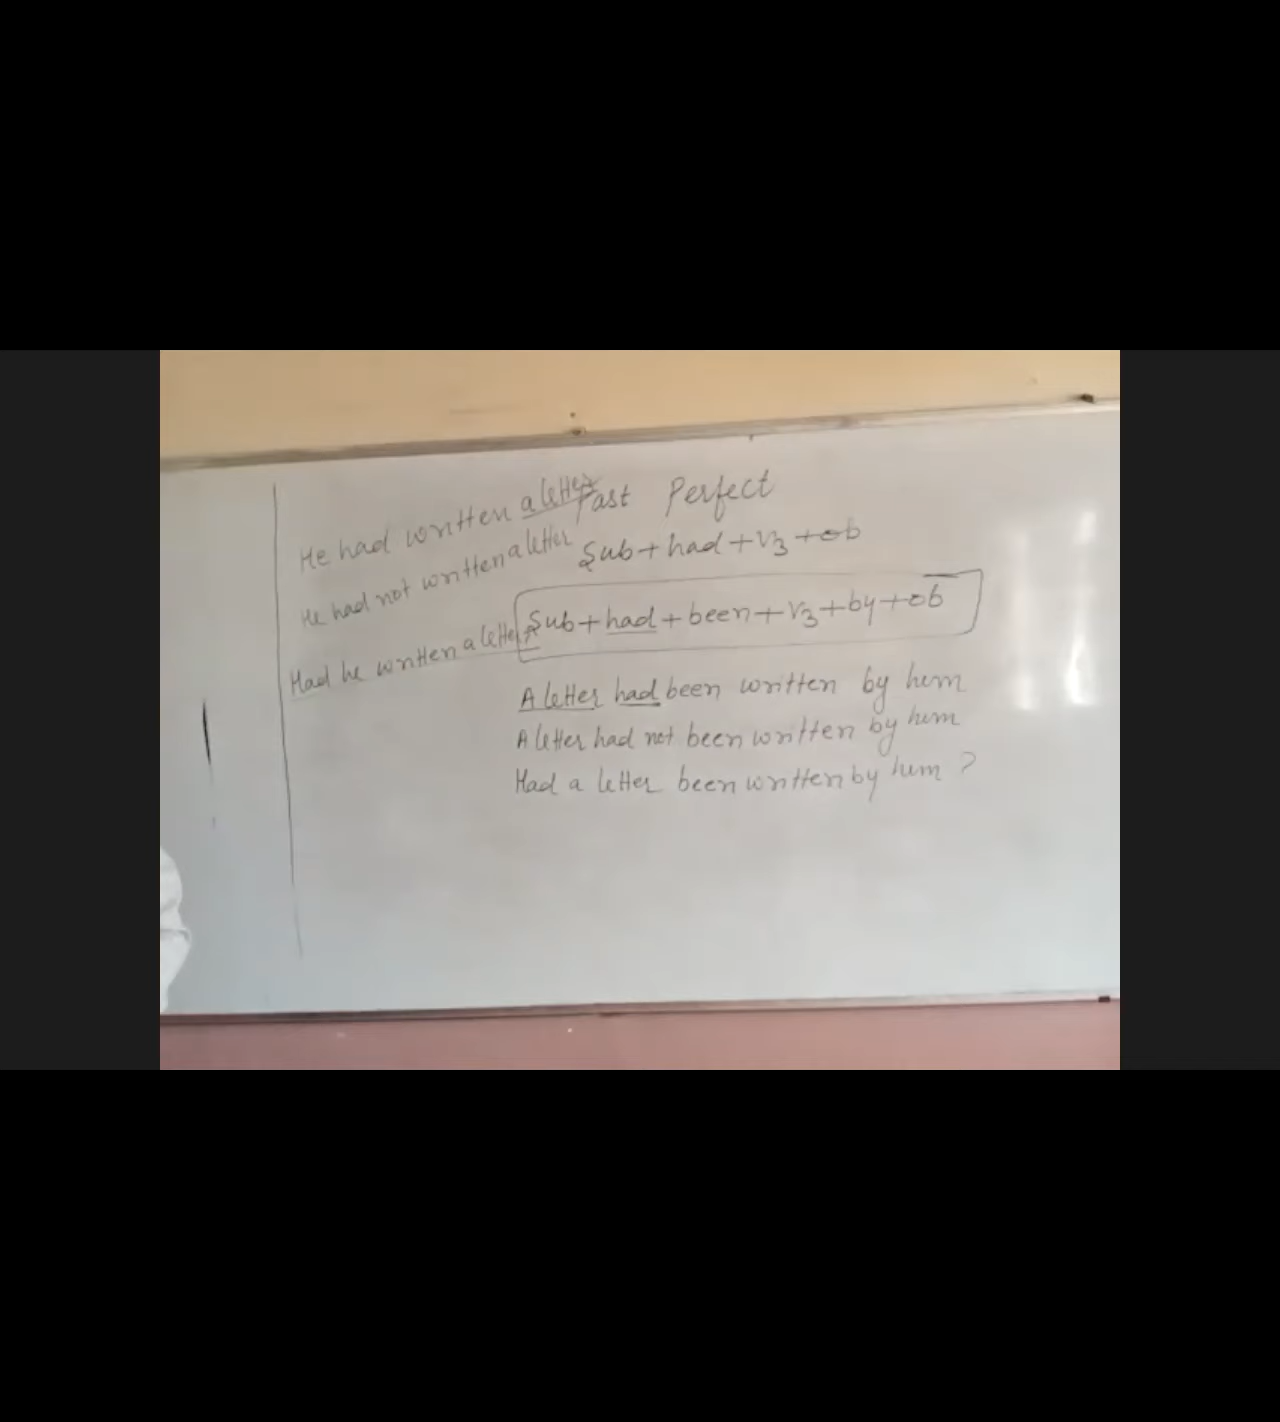 Past Perfect
He had written a letter
Sub + had + V3 + ob
He had not written a letter
Sub + had + been + V3 + by + ob
Had he written a letter
A letter had been written by him
A letter had not been written by him
Had a letter been written by him ?